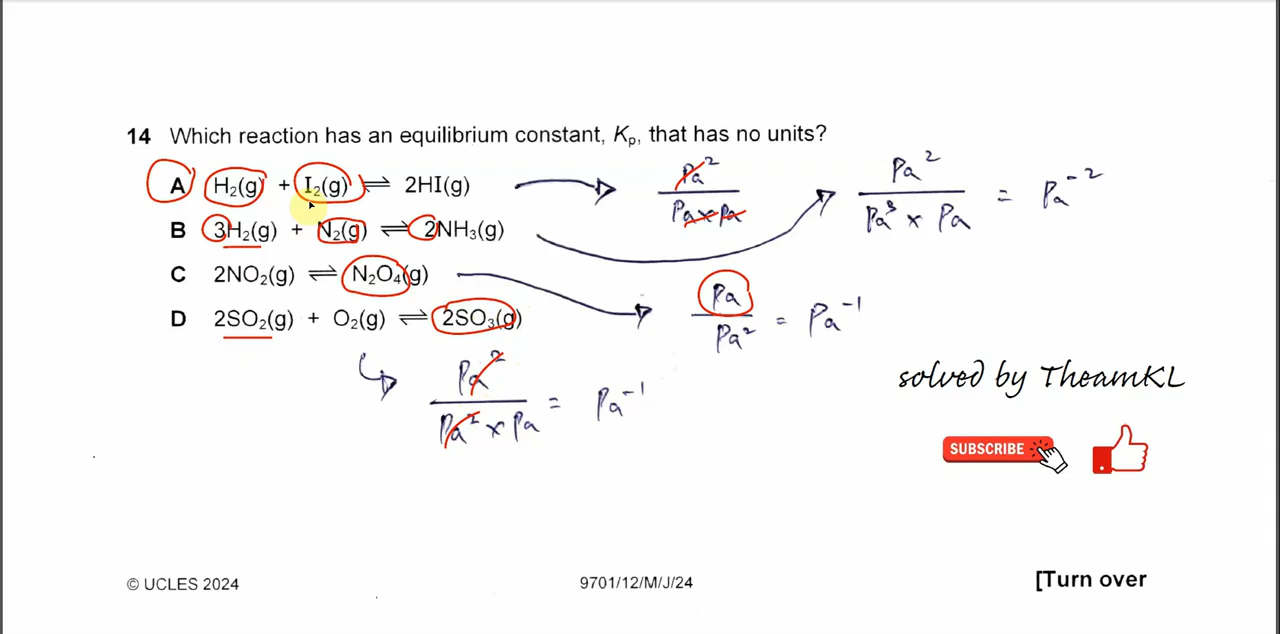 14 Which reaction has an equilibrium constant, Kp, that has no units?
A H2(g) + I2(g) ⇌ 2HI(g)
B 3H2(g) + N2(g) ⇌ 2NH3(g)
C 2NO2(g) ⇌ N2O4(g)
D 2SO2(g) + O2(g) ⇌ 2SO3(g)
Pa²
Pa x Pa
Pa²
Pa³ x Pa
= Pa⁻²
Pa
Pa²
= Pa⁻¹
Pa²
Pa² x Pa
= Pa⁻¹
solved by TheamKL
SUBSCRIBE
© UCLES 2024
9701/12/M/J/24
[Turn over